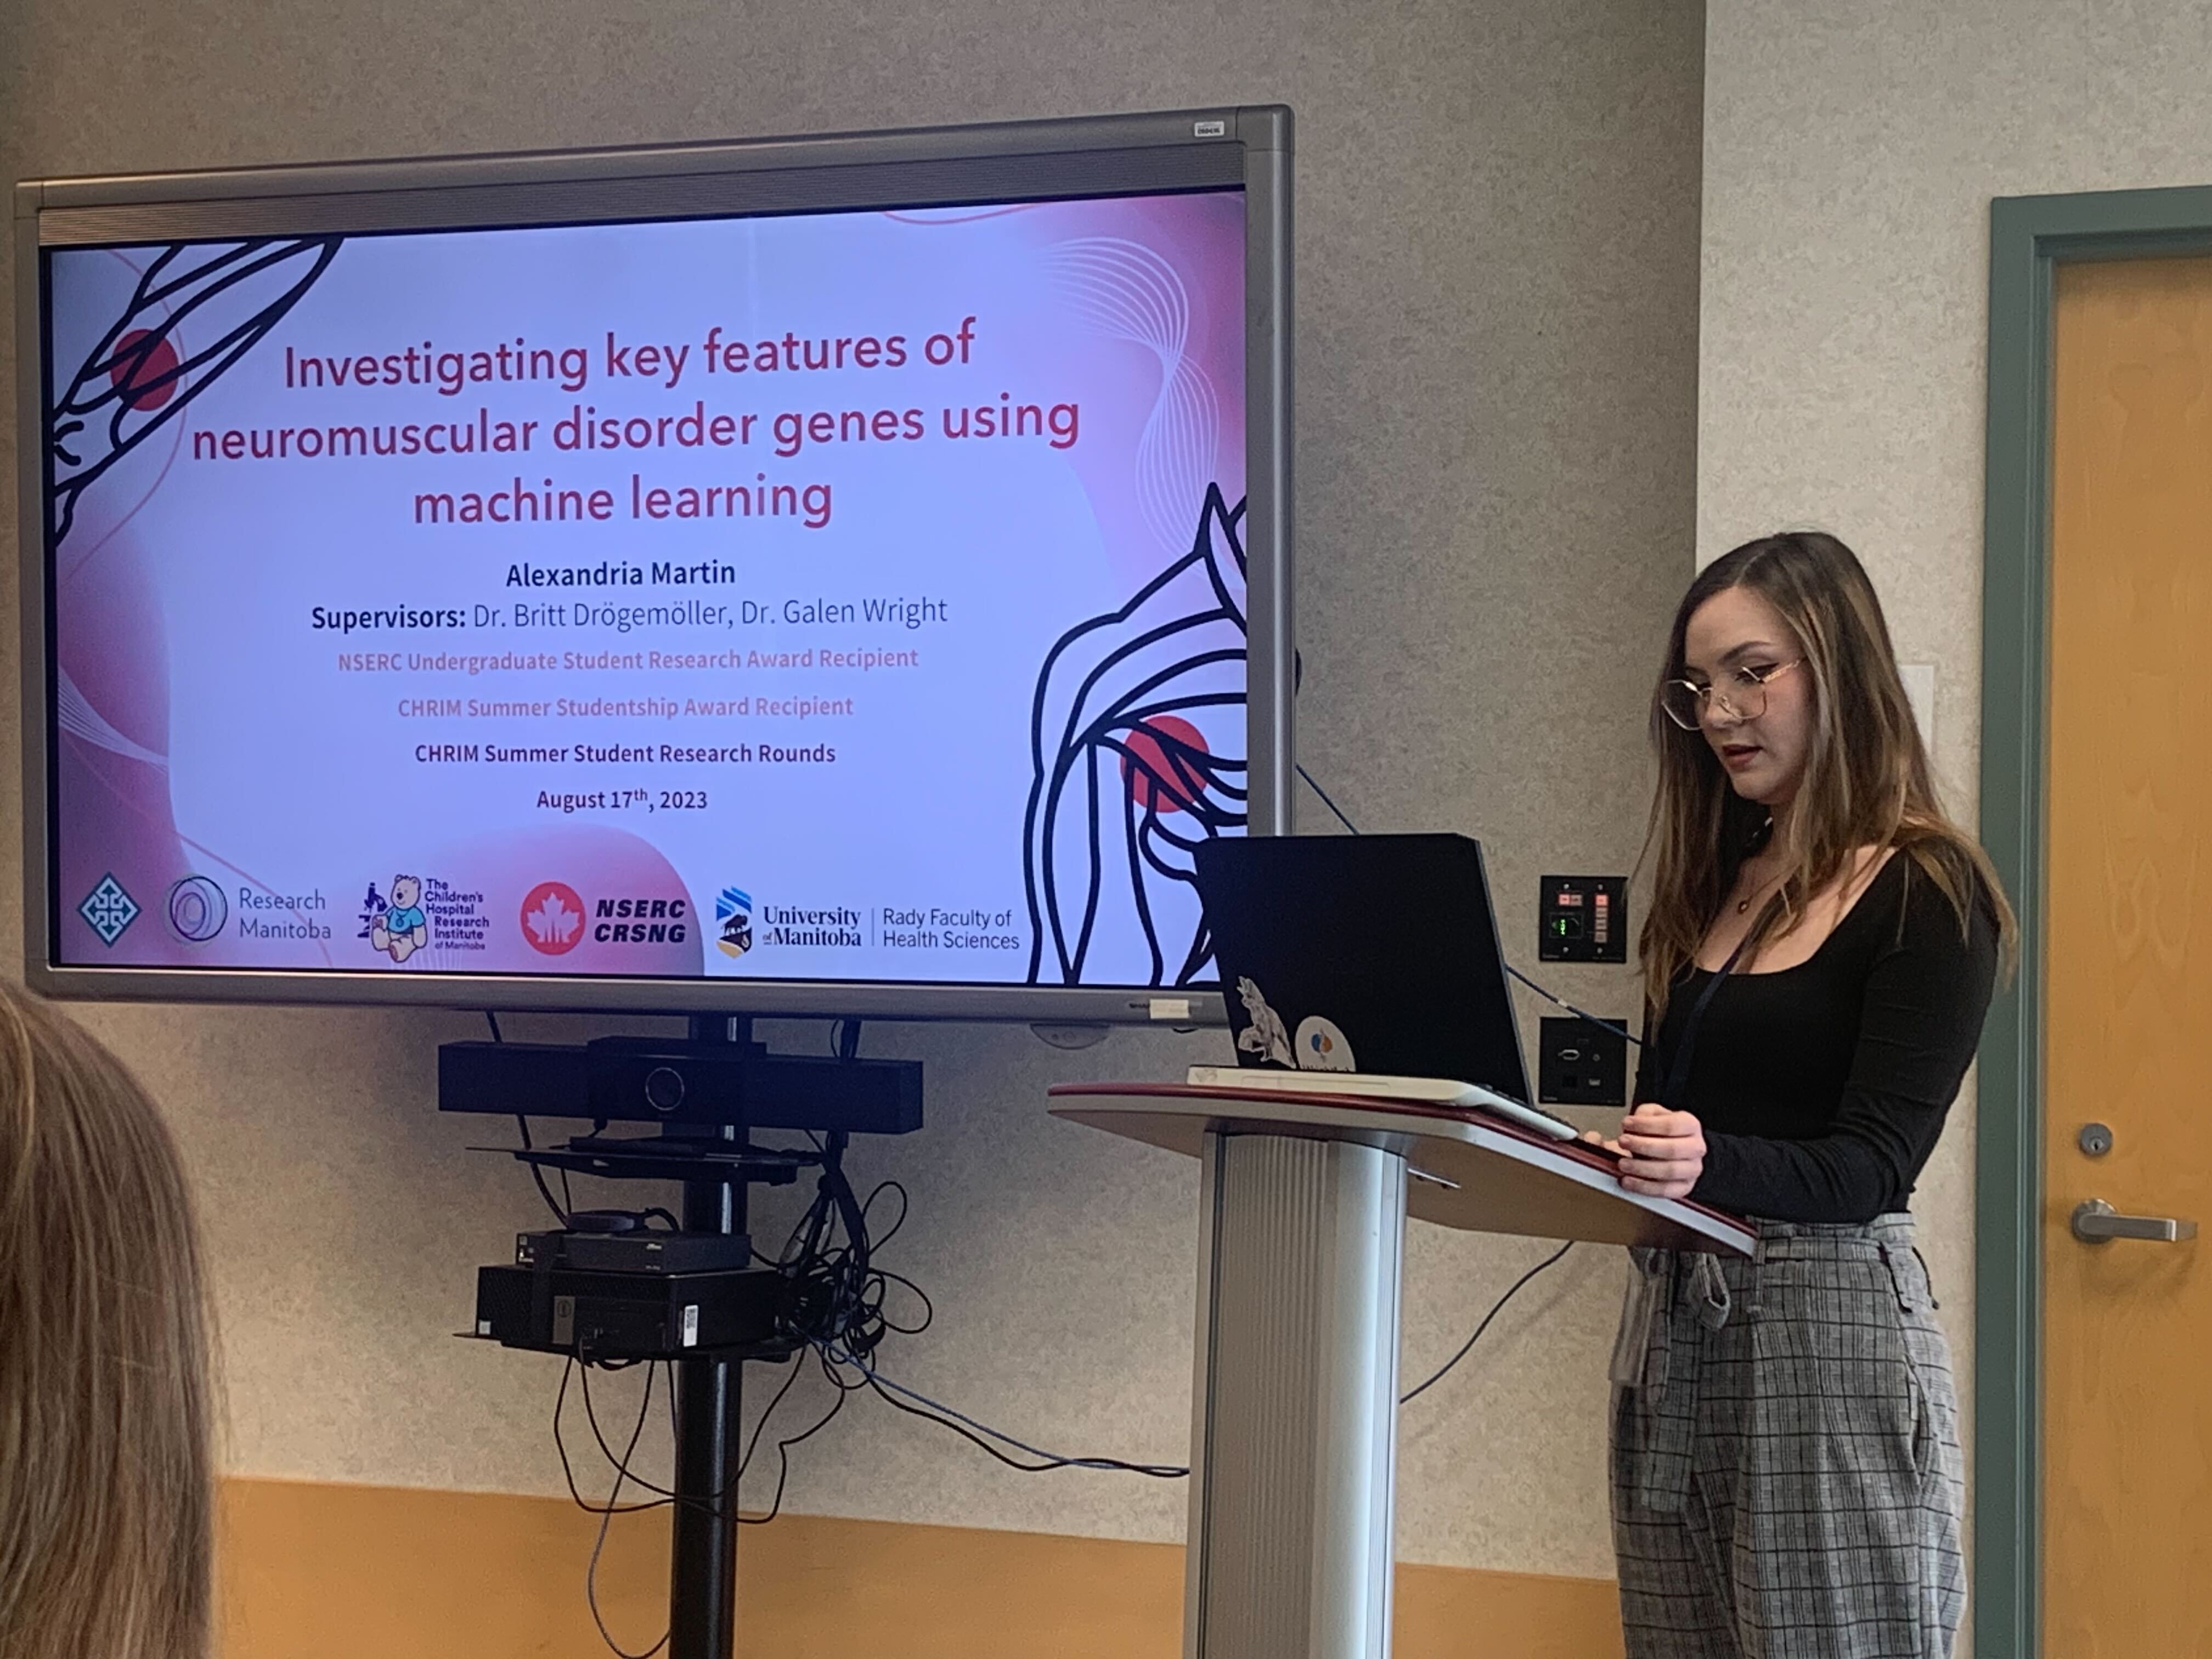 Investigating key features of
neuromuscular disorder genes using
machine learning
Alexandria Martin
Supervisors: Dr. Britt Drögemöller, Dr. Galen Wright
NSERC Undergraduate Student Research Award Recipient
CHRIM Summer Studentship Award Recipient
CHRIM Summer Student Research Rounds
August 17th, 2023
Research
Manitoba
The
Children's
Hospital
Research
Institute
of Manitoba
NSERC
CRSNG
University
of Manitoba
Rady Faculty of
Health Sciences